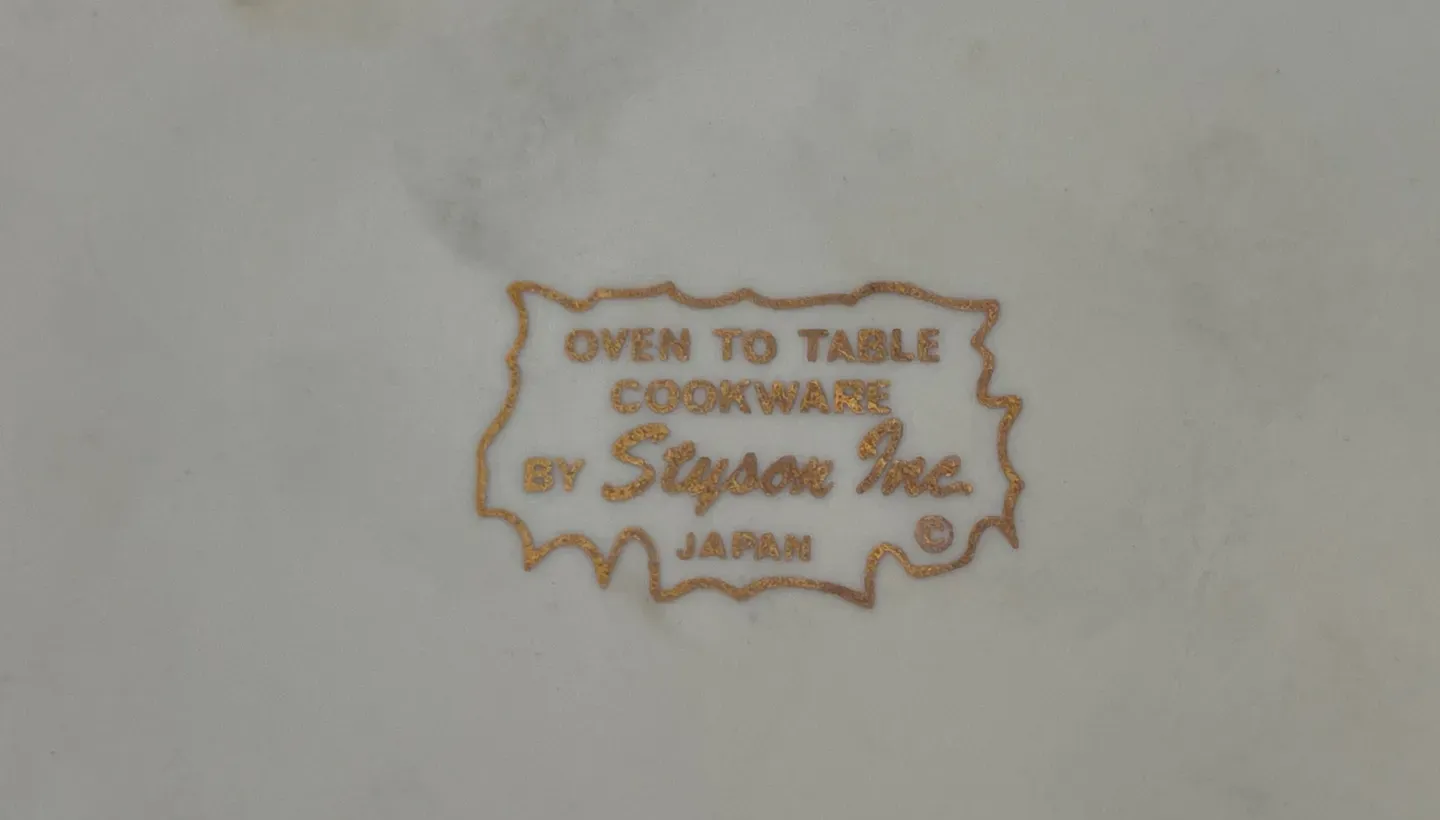 OVEN TO TABLE
COOKWARE
BY Styson Inc.
JAPAN
©